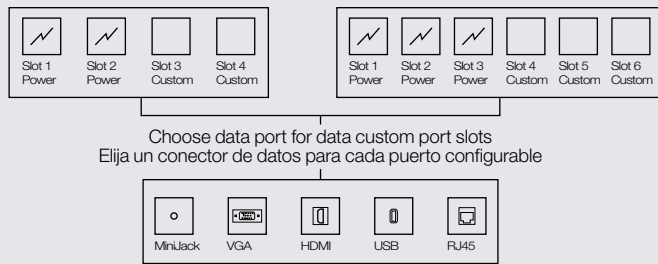 Slot 1 Slot 2 Slot 3 Slot 4
Power Power Custom Custom
Slot 1 Slot 2 Slot 3 Slot 4 Slot 5 Slot 6
Power Power Power Custom Custom Custom
Choose data port for data custom port slots
Elija un conector de datos para cada puerto configurable
MiniJack VGA HDMI USB RJ45